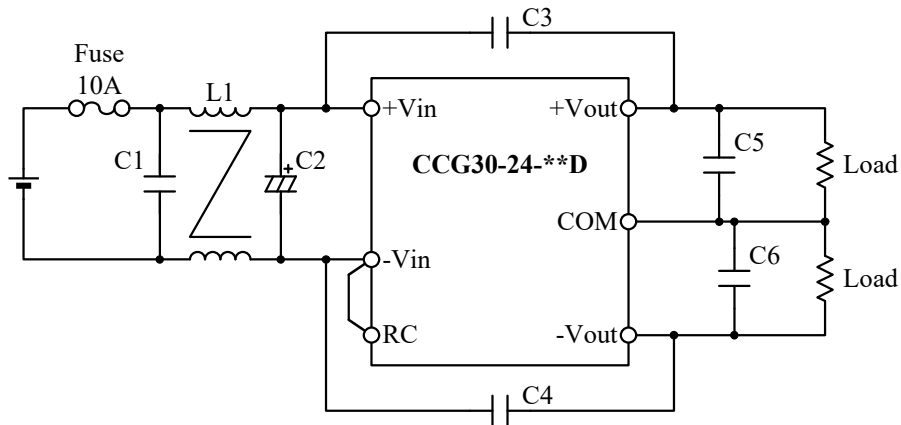 C3
Fuse
10A
L1
+Vin
+Vout
C1
C2
+
CCG30-24-**D
C5
Load
COM
-Vin
C6
Load
RC
-Vout
C4